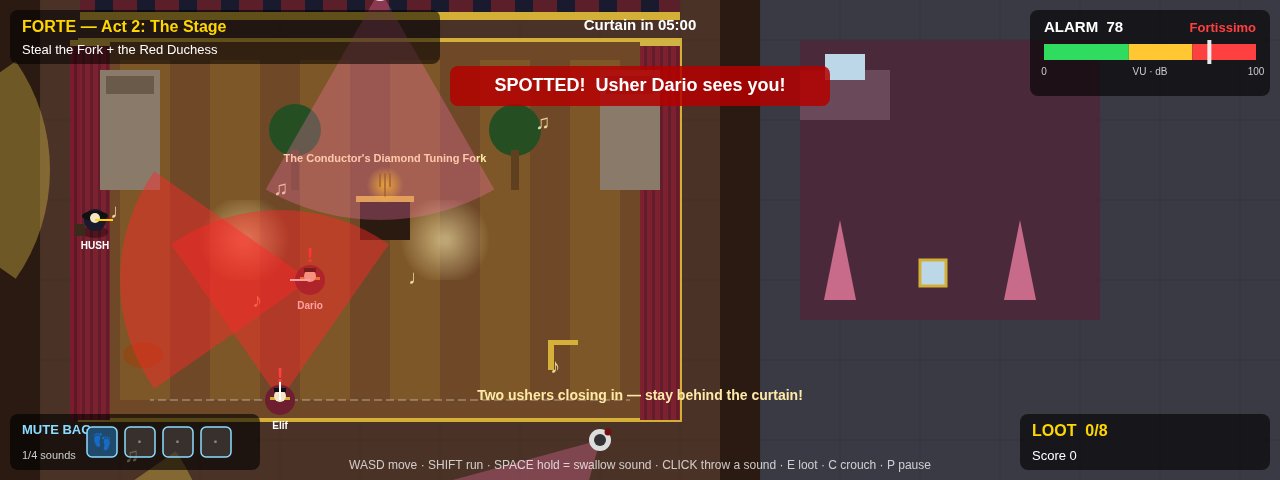 FORTE — Act 2: The Stage
Steal the Fork + the Red Duchess
Curtain in 05:00
ALARM 78 Fortissimo
0 VU · dB 100
SPOTTED! Usher Dario sees you!
The Conductor's Diamond Tuning Fork
HUSH
Dario
Two ushers closing in — stay behind the curtain!
Elif
MUTE BAG
1/4 sounds
WASD move · SHIFT run · SPACE hold = swallow sound · CLICK throw a sound · E loot · C crouch · P pause
LOOT 0/8
Score 0